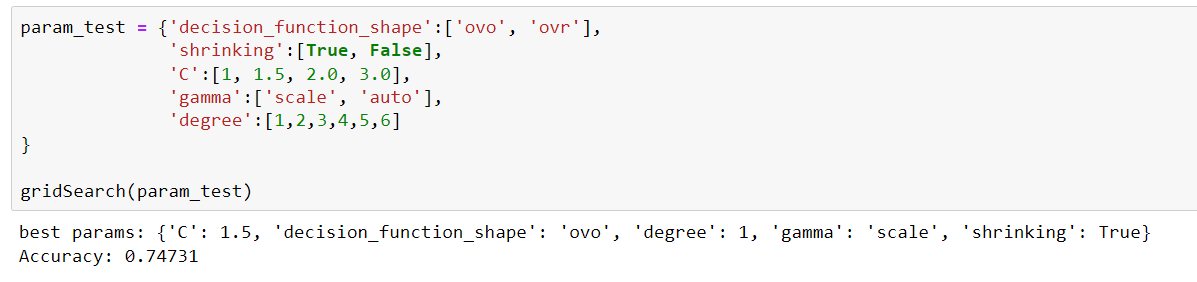 param_test = {'decision_function_shape':['ovo', 'ovr'],
'shrinking':[True, False],
'C':[1, 1.5, 2.0, 3.0],
'gamma':['scale', 'auto'],
'degree':[1,2,3,4,5,6]
}
gridSearch(param_test)
best params: {'C': 1.5, 'decision_function_shape': 'ovo', 'degree': 1, 'gamma': 'scale', 'shrinking': True}
Accuracy: 0.74731